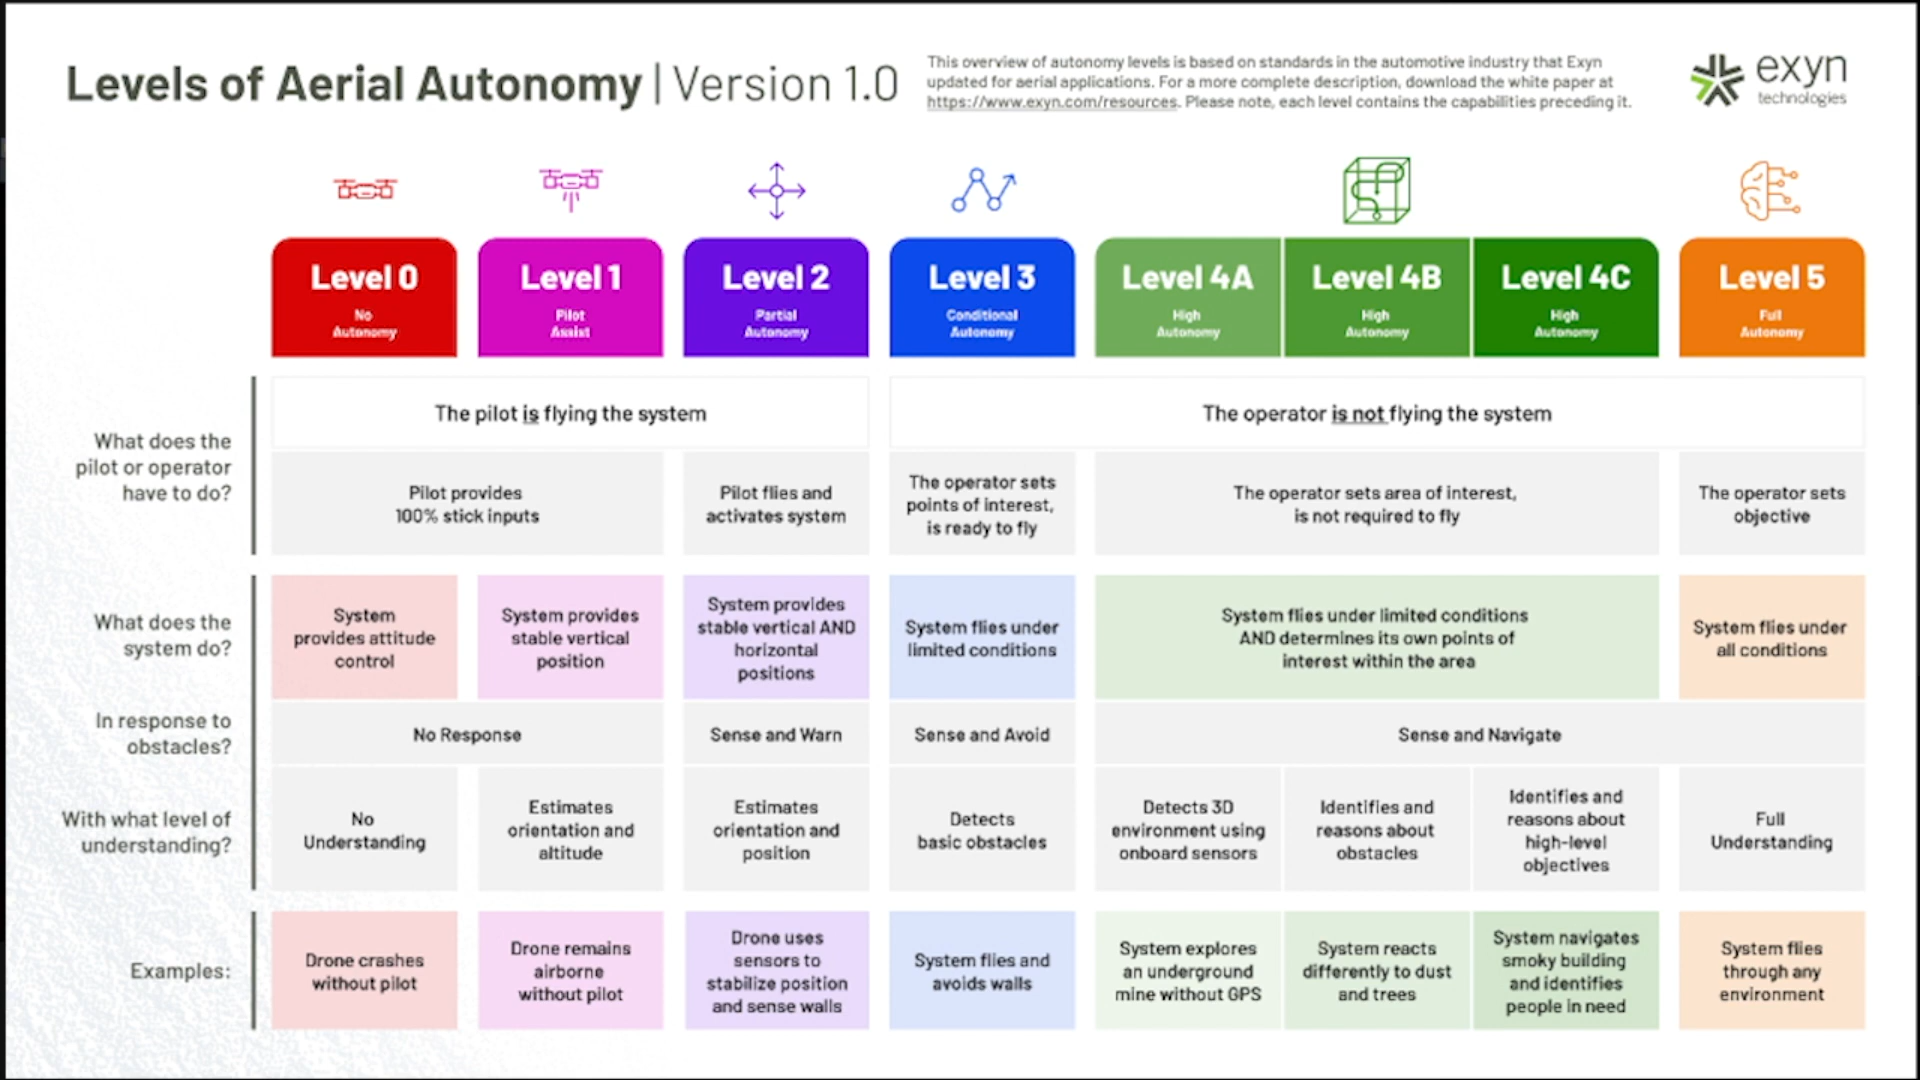 Levels of Aerial Autonomy | Version 1.0
This overview of autonomy levels is based on standards in the automotive industry that Exyn
updated for aerial applications. For a more complete description, download the white paper at
https://www.exyn.com/resources. Please note, each level contains the capabilities preceding it.
exyn
technologies
Level 0
No
Autonomy
Level 1
Pilot
Assist
Level 2
Partial
Autonomy
Level 3
Conditional
Autonomy
Level 4A
High
Autonomy
Level 4B
High
Autonomy
Level 4C
High
Autonomy
Level 5
Full
Autonomy
What does the
pilot or operator
have to do?
The pilot is flying the system
The operator is not flying the system
Pilot provides
100% stick inputs
Pilot flies and
activates system
The operator sets
points of interest,
is ready to fly
The operator sets area of interest,
is not required to fly
The operator sets
objective
What does the
system do?
System
provides attitude
control
System provides
stable vertical
position
System provides
stable vertical AND
horizontal
positions
System flies under
limited conditions
System flies under limited conditions
AND determines its own points of
interest within the area
System flies under
all conditions
In response to
obstacles?
No Response
Sense and Warn
Sense and Avoid
Sense and Navigate
With what level of
understanding?
No
Understanding
Estimates
orientation and
altitude
Estimates
orientation and
position
Detects
basic obstacles
Detects 3D
environment using
onboard sensors
Identifies and
reasons about
obstacles
Identifies and
reasons about
high-level
objectives
Full
Understanding
Examples:
Drone crashes
without pilot
Drone remains
airborne
without pilot
Drone uses
sensors to
stabilize position
and sense walls
System flies and
avoids walls
System explores
an underground
mine without GPS
System reacts
differently to dust
and trees
System navigates
smoky building
and identifies
people in need
System flies
through any
environment